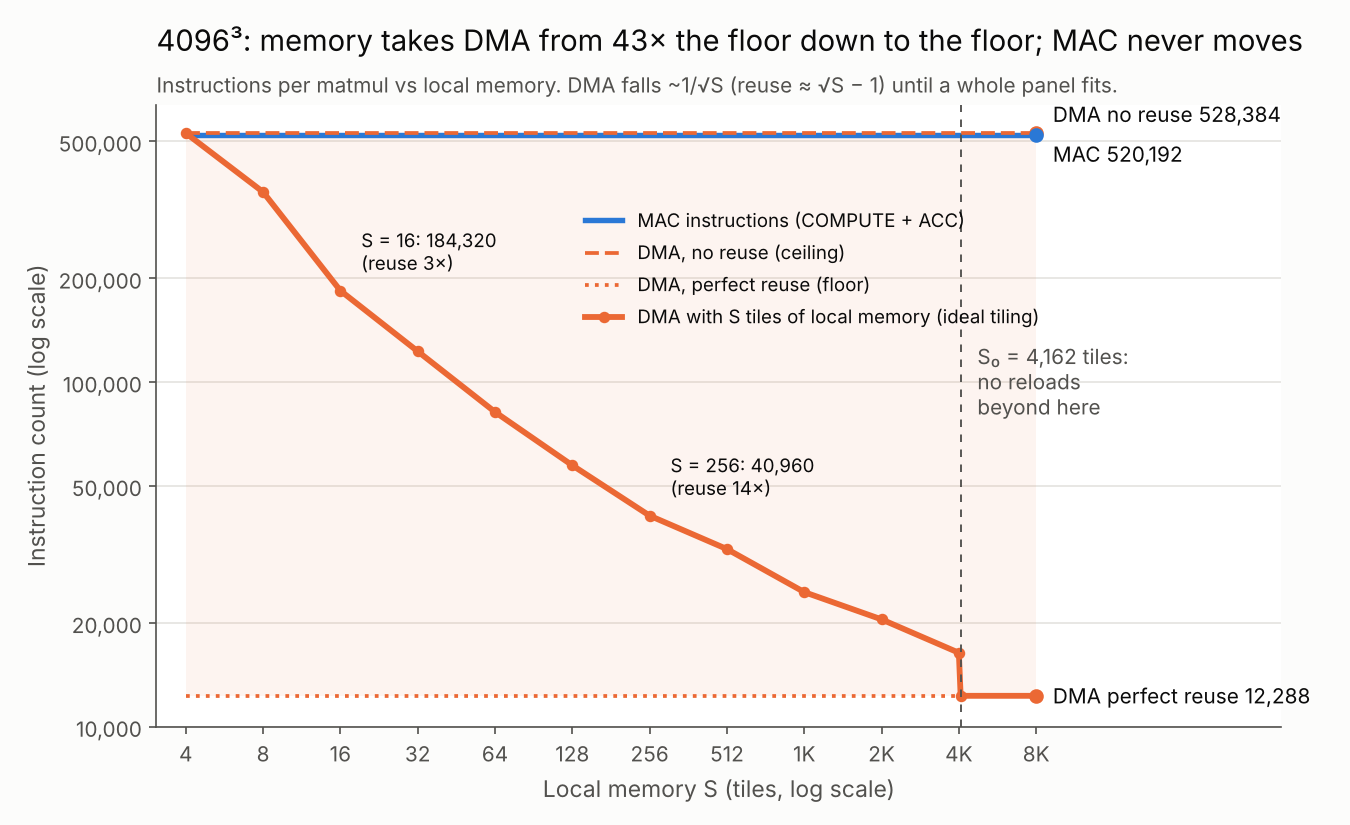 4096³: memory takes DMA from 43× the floor down to the floor; MAC never moves
Instructions per matmul vs local memory. DMA falls ~1/√S (reuse ≈ √S − 1) until a whole panel fits.
DMA no reuse 528,384
MAC 520,192
MAC instructions (COMPUTE + ACC)
DMA, no reuse (ceiling)
DMA, perfect reuse (floor)
DMA with S tiles of local memory (ideal tiling)
S = 16: 184,320
(reuse 3×)
S₀ = 4,162 tiles:
no reloads
beyond here
S = 256: 40,960
(reuse 14×)
DMA perfect reuse 12,288
Instruction count (log scale)
500,000
200,000
100,000
50,000
20,000
10,000
4 8 16 32 64 128 256 512 1K 2K 4K 8K
Local memory S (tiles, log scale)